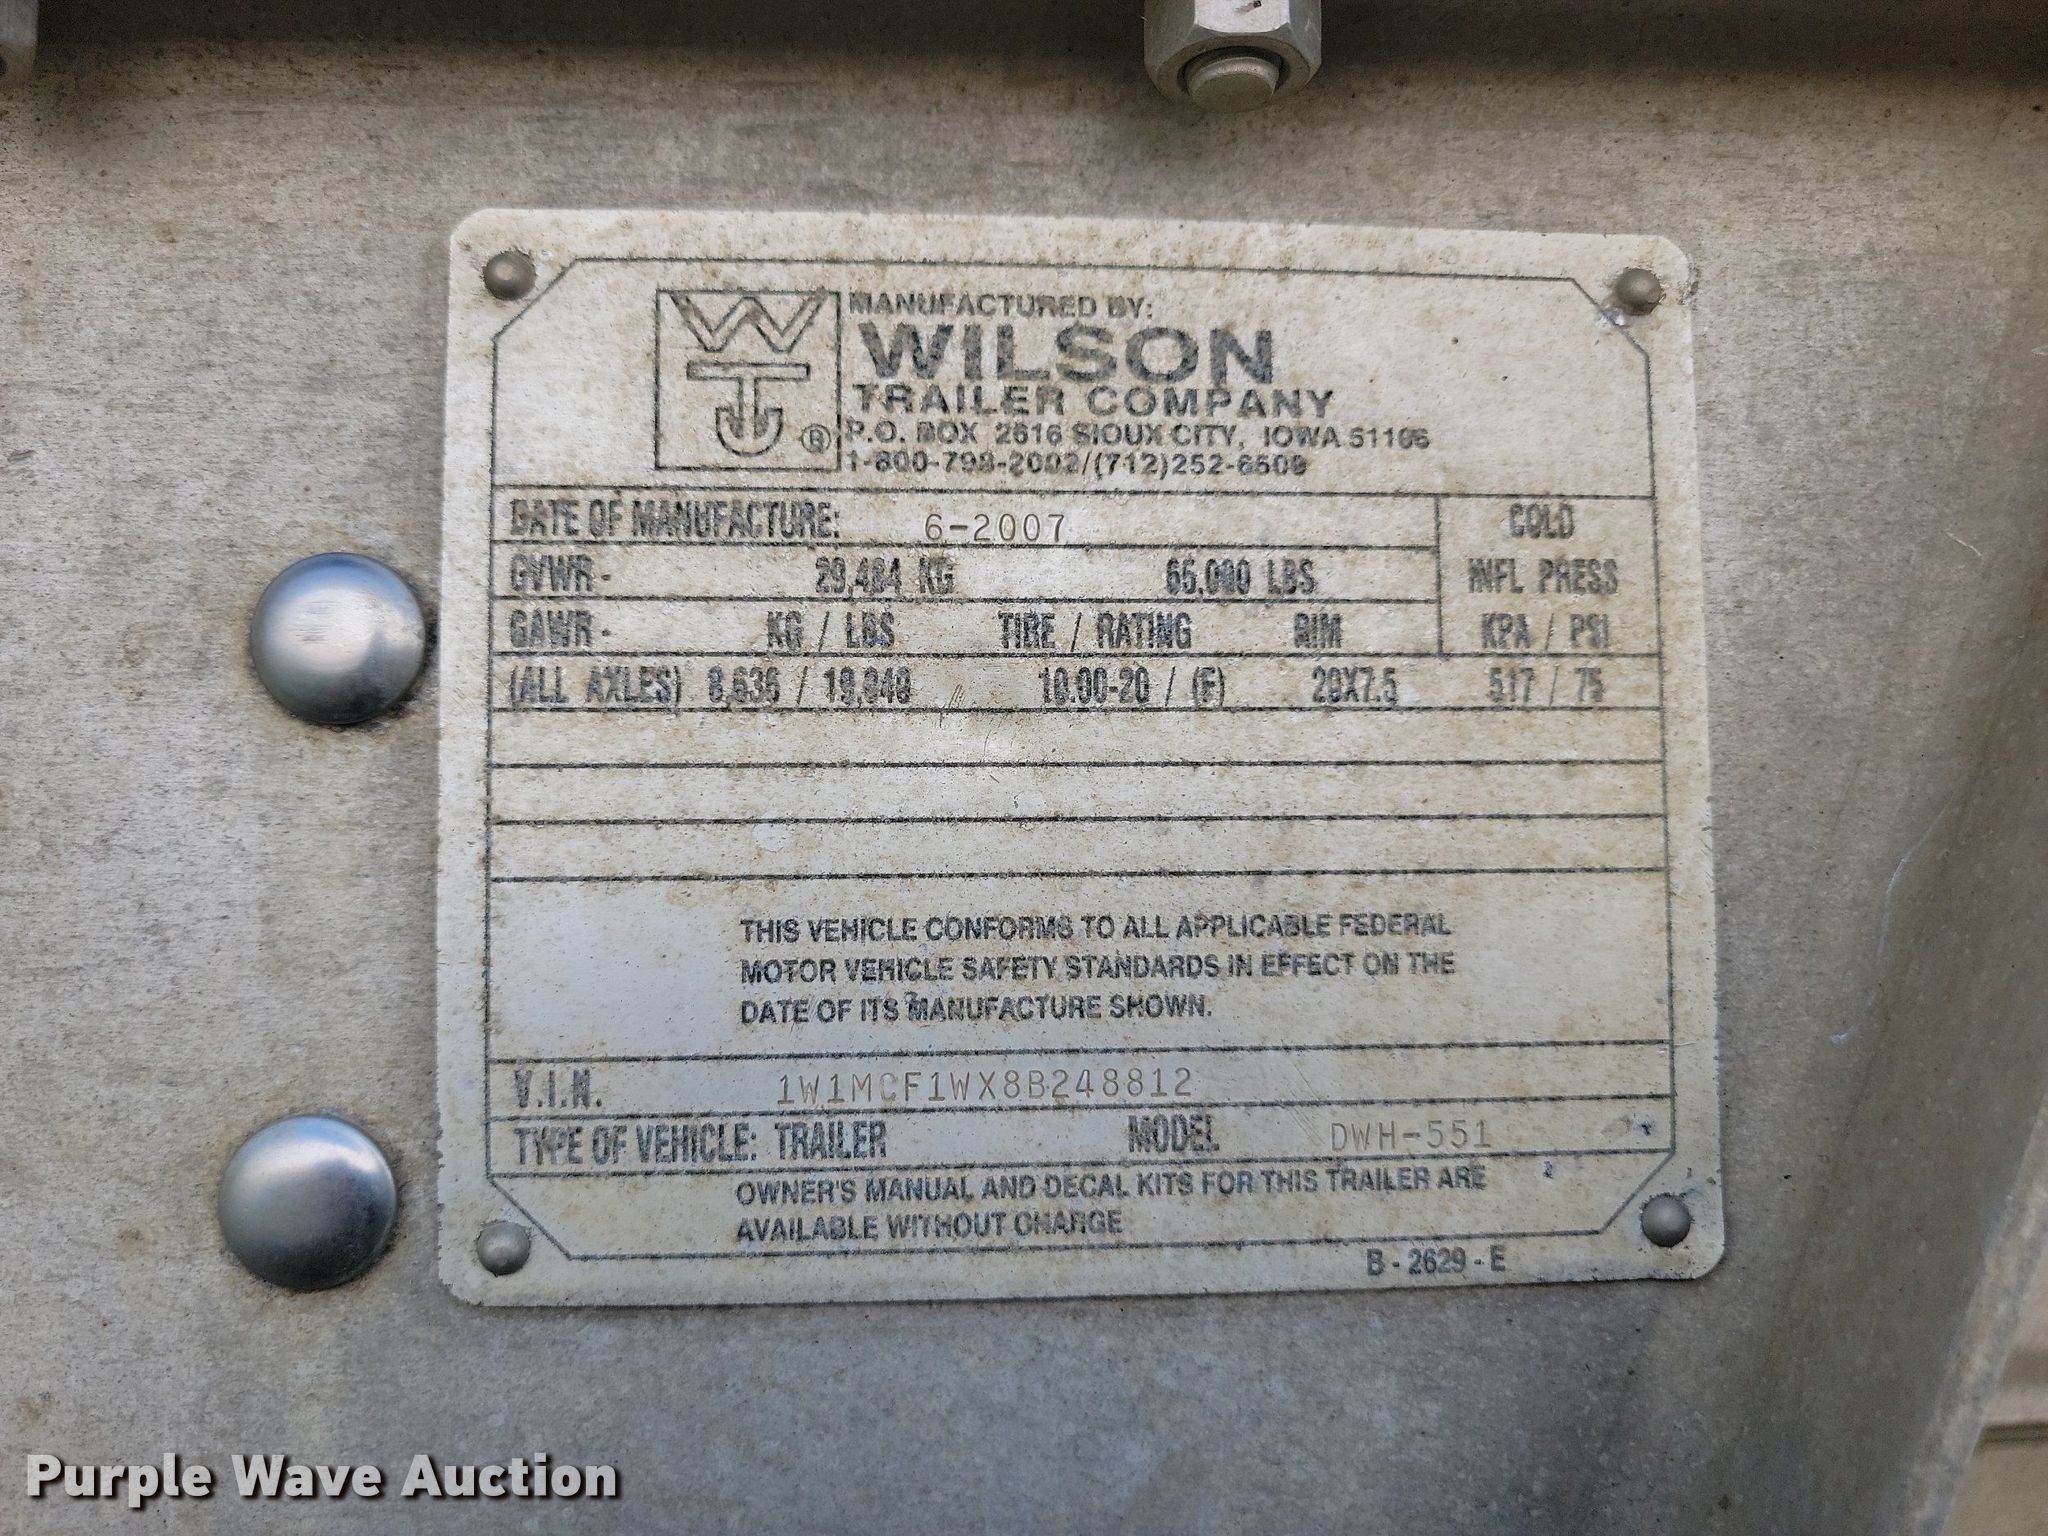 MANUFACTURED BY:
WILSON
TRAILER COMPANY
P.O. BOX 2616 SIOUX CITY, IOWA 51106
1-800-798-2002/(712)252-6509
DATE OF MANUFACTURE: 6-2007
COLD
GVWR - 29,484 KG 65,000 LBS
INFL PRESS
GAWR - KG / LBS TIRE / RATING RIM KPA / PSI
(ALL AXLES) 8,636 / 19,040 10.00-20 / (F) 20X7.5 517 / 75
THIS VEHICLE CONFORMS TO ALL APPLICABLE FEDERAL
MOTOR VEHICLE SAFETY STANDARDS IN EFFECT ON THE
DATE OF ITS MANUFACTURE SHOWN.
V.I.N. 1W1MCF1WX8B248812
TYPE OF VEHICLE: TRAILER MODEL DWH-551
OWNER'S MANUAL AND DECAL KITS FOR THIS TRAILER ARE
AVAILABLE WITHOUT CHARGE
B - 2629 - E
WT
®
Purple Wave Auction